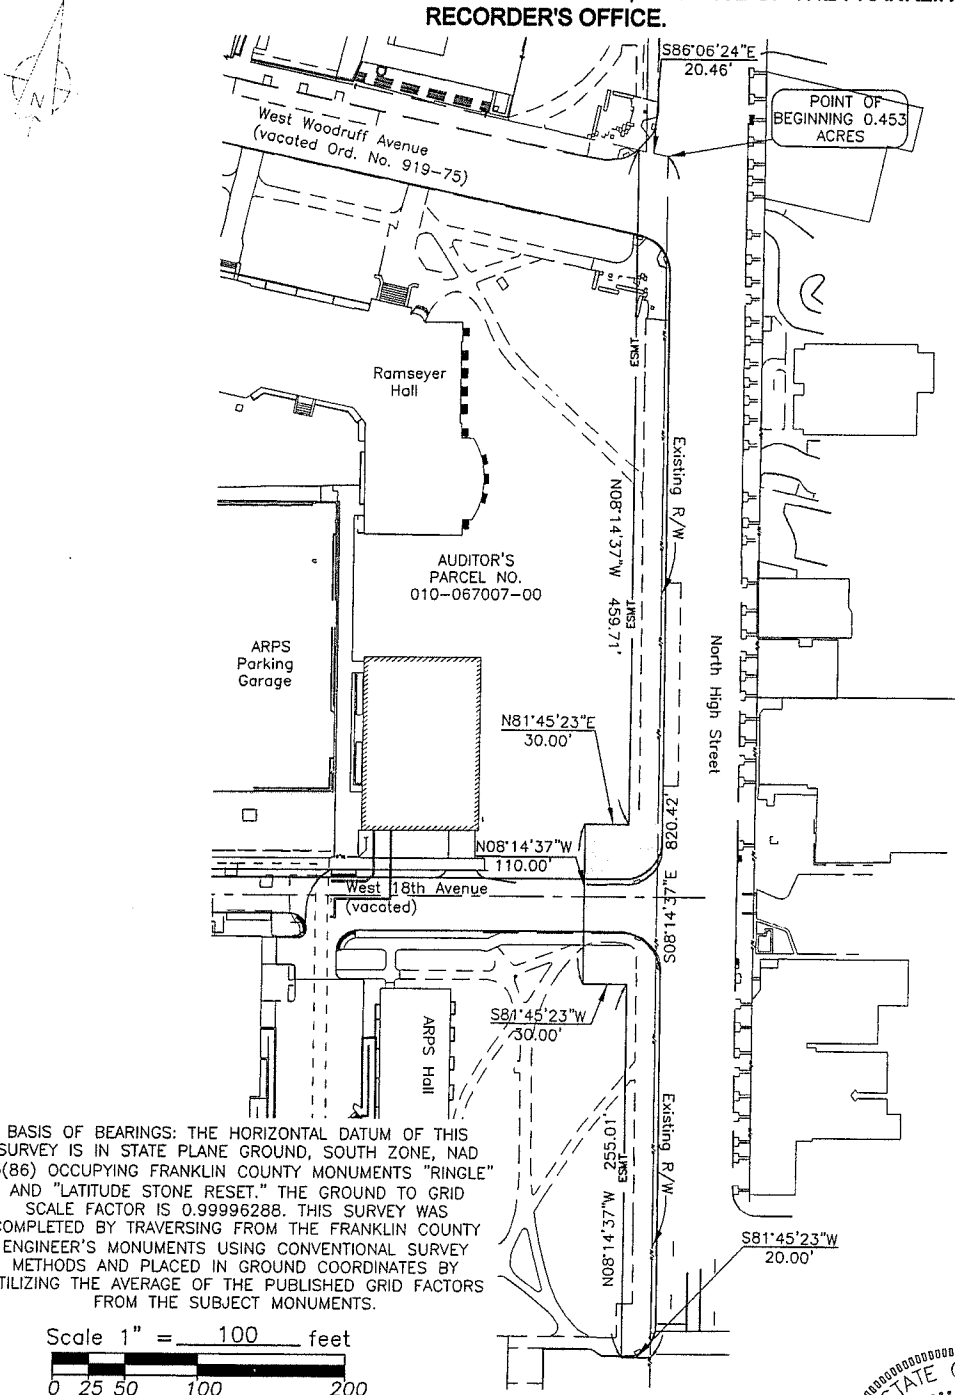 RECORDER'S OFFICE.
S86°06'24"E
20.46'
POINT OF
BEGINNING 0.453
ACRES
N
West Woodruff Avenue
(vacated Ord. No. 919-75)
ESMT
Ramseyer
Hall
Existing R/W
N08°14'37"W 459.71'
ESMT
AUDITOR'S
PARCEL NO.
010-067007-00
ARPS
Parking
Garage
North High Street
N81°45'23"E
30.00'
S08°14'37"E 820.42'
N08°14'37"W
110.00'
West 18th Avenue
(vacated)
S81°45'23"W
30.00'
ARPS Hall
Existing R/W
N08°14'37"W 255.01'
ESMT
S81°45'23"W
20.00'
BASIS OF BEARINGS: THE HORIZONTAL DATUM OF THIS
SURVEY IS IN STATE PLANE GROUND, SOUTH ZONE, NAD
(86) OCCUPYING FRANKLIN COUNTY MONUMENTS "RINGLE"
AND "LATITUDE STONE RESET." THE GROUND TO GRID
SCALE FACTOR IS 0.99996288. THIS SURVEY WAS
COMPLETED BY TRAVERSING FROM THE FRANKLIN COUNTY
ENGINEER'S MONUMENTS USING CONVENTIONAL SURVEY
METHODS AND PLACED IN GROUND COORDINATES BY
UTILIZING THE AVERAGE OF THE PUBLISHED GRID FACTORS
FROM THE SUBJECT MONUMENTS.
Scale 1" = 100 feet
0 25 50 100 200
STATE